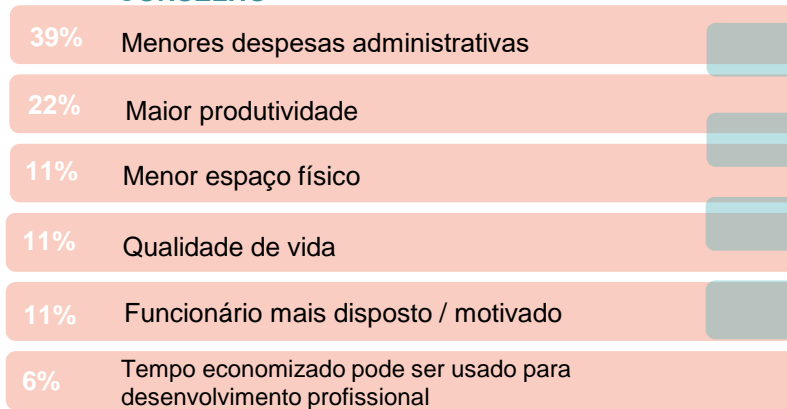 39% Menores despesas administrativas
22% Maior produtividade
11% Menor espaço físico
11% Qualidade de vida
11% Funcionário mais disposto / motivado
6% Tempo economizado pode ser usado para
desenvolvimento profissional